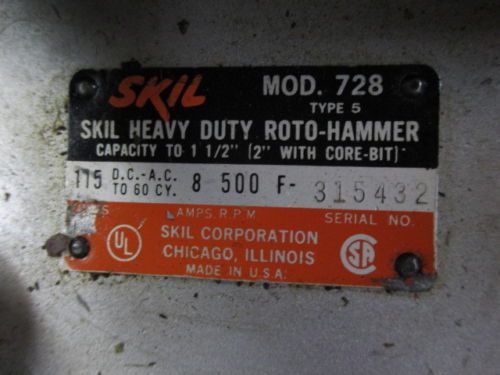 SKIL MOD. 728
TYPE 5
SKIL HEAVY DUTY ROTO-HAMMER
CAPACITY TO 1 1/2" (2" WITH CORE-BIT)
115 D.C.-A.C. TO 60 CY. 8 500 F- 315432
AMPS. R.P.M. SERIAL NO.
UL SKIL CORPORATION SA
CHICAGO, ILLINOIS
MADE IN U.S.A.